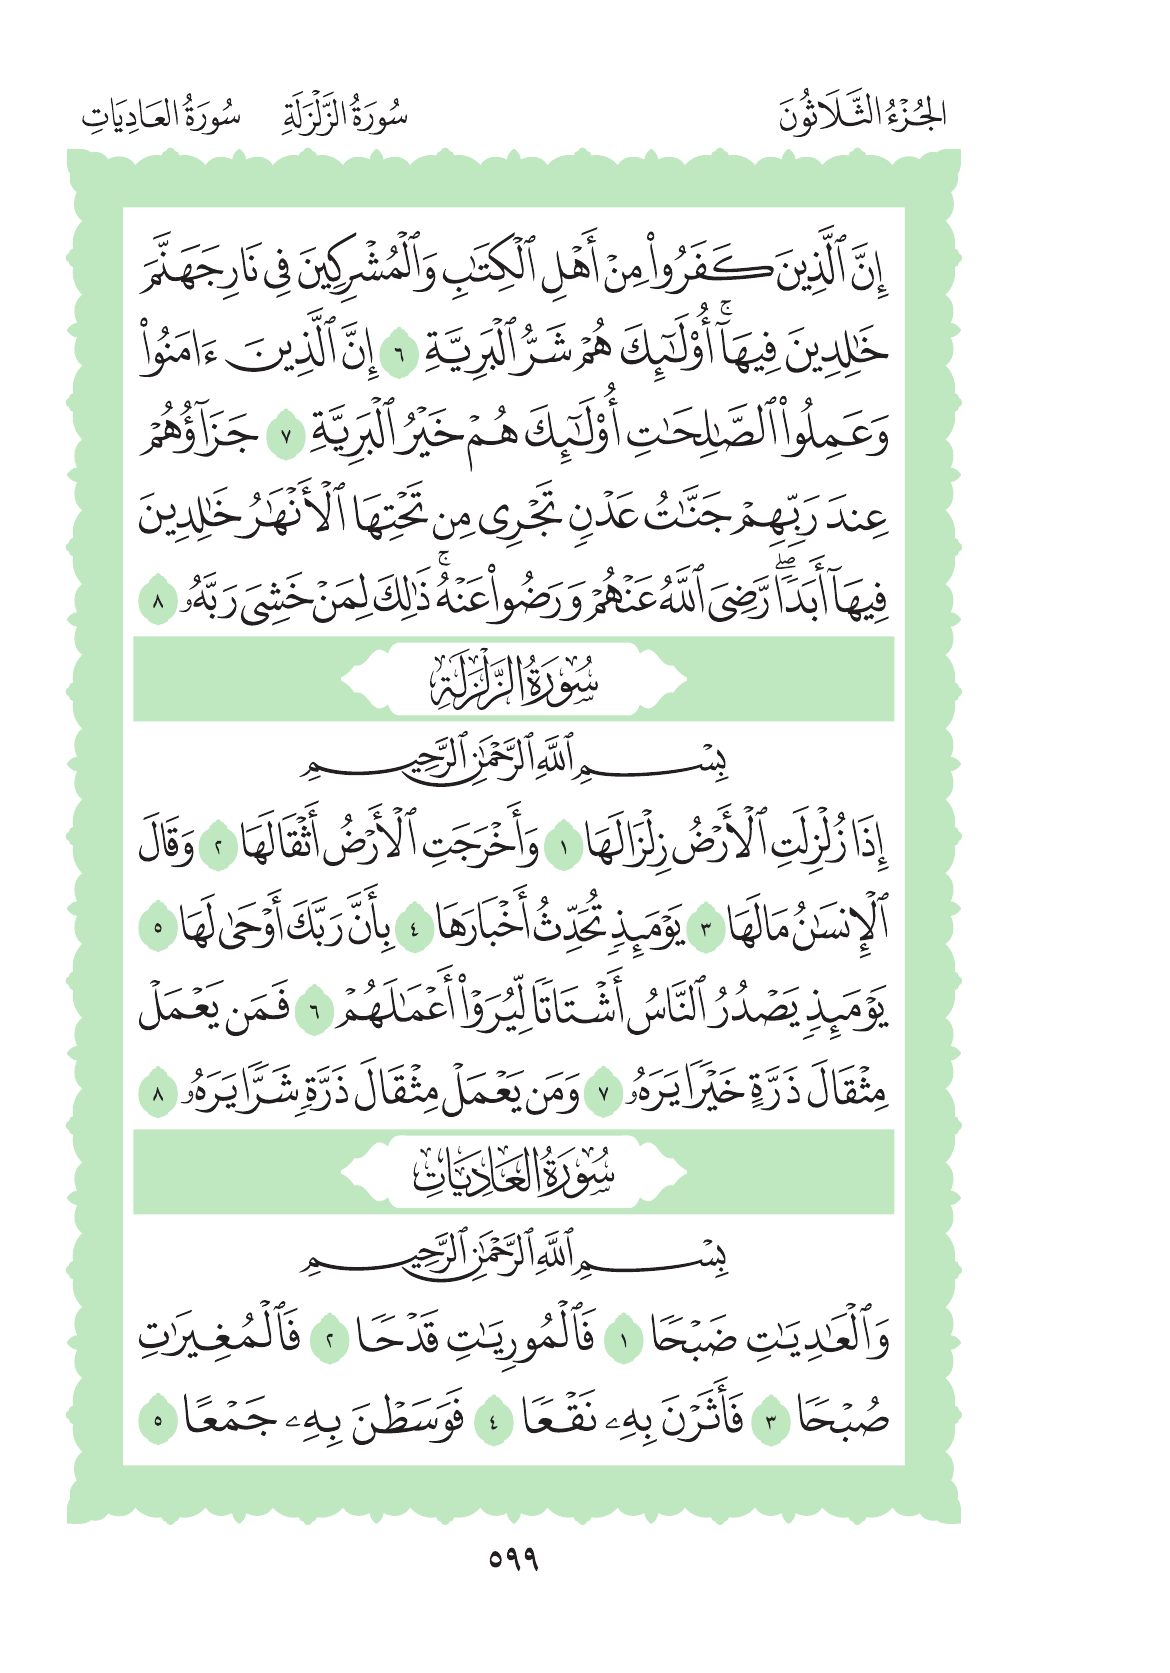 الجُزْءُ الثَّلَاثُونَ سُورَةُ الزَّلْزَلَةِ سُورَةُ العَادِيَاتِ
إِنَّ ٱلَّذِينَ كَفَرُوا۟ مِنْ أَهْلِ ٱلْكِتَٰبِ وَٱلْمُشْرِكِينَ فِى نَارِ جَهَنَّمَ
خَٰلِدِينَ فِيهَآ ۚ أُو۟لَٰٓئِكَ هُمْ شَرُّ ٱلْبَرِيَّةِ ٦ إِنَّ ٱلَّذِينَ ءَامَنُوا۟
وَعَمِلُوا۟ ٱلصَّٰلِحَٰتِ أُو۟لَٰٓئِكَ هُمْ خَيْرُ ٱلْبَرِيَّةِ ٧ جَزَآؤُهُمْ
عِندَ رَبِّهِمْ جَنَّٰتُ عَدْنٍ تَجْرِى مِن تَحْتِهَا ٱلْأَنْهَٰرُ خَٰلِدِينَ
فِيهَآ أَبَدًا ۖ رَّضِىَ ٱللَّهُ عَنْهُمْ وَرَضُوا۟ عَنْهُ ۚ ذَٰلِكَ لِمَنْ خَشِىَ رَبَّهُۥ ٨
سُورَةُ الزَّلْزَلَةِ
بِسْمِ ٱللَّهِ ٱلرَّحْمَٰنِ ٱلرَّحِيمِ
إِذَا زُلْزِلَتِ ٱلْأَرْضُ زِلْزَالَهَا ١ وَأَخْرَجَتِ ٱلْأَرْضُ أَثْقَالَهَا ٢ وَقَالَ
ٱلْإِنسَٰنُ مَا لَهَا ٣ يَوْمَئِذٍ تُحَدِّثُ أَخْبَارَهَا ٤ بِأَنَّ رَبَّكَ أَوْحَىٰ لَهَا ٥
يَوْمَئِذٍ يَصْدُرُ ٱلنَّاسُ أَشْتَاتًا لِّيُرَوْا۟ أَعْمَٰلَهُمْ ٦ فَمَن يَعْمَلْ
مِثْقَالَ ذَرَّةٍ خَيْرًا يَرَهُۥ ٧ وَمَن يَعْمَلْ مِثْقَالَ ذَرَّةٍ شَرًّا يَرَهُۥ ٨
سُورَةُ العَادِيَاتِ
بِسْمِ ٱللَّهِ ٱلرَّحْمَٰنِ ٱلرَّحِيمِ
وَٱلْعَٰدِيَٰتِ ضَبْحًا ١ فَٱلْمُورِيَٰتِ قَدْحًا ٢ فَٱلْمُغِيرَٰتِ
صُبْحًا ٣ فَأَثَرْنَ بِهِۦ نَقْعًا ٤ فَوَسَطْنَ بِهِۦ جَمْعًا ٥
٥٩٩